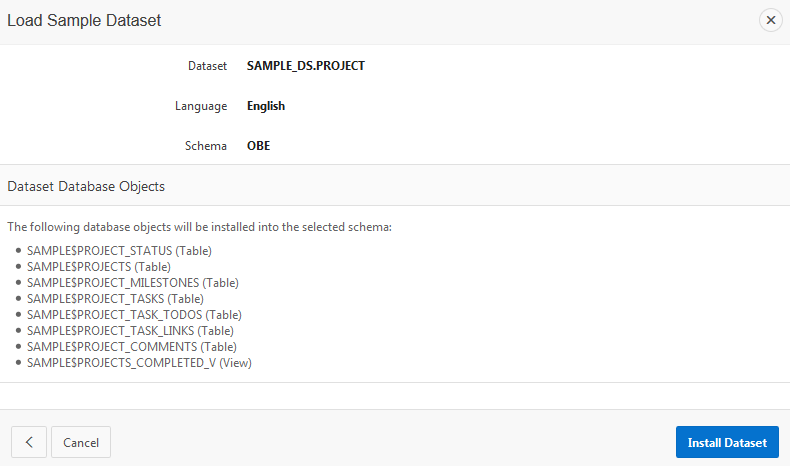 Load Sample Dataset
Dataset SAMPLE_DS.PROJECT
Language English
Schema OBE
Dataset Database Objects
The following database objects will be installed into the selected schema:
SAMPLE$PROJECT_STATUS (Table)
SAMPLE$PROJECTS (Table)
SAMPLE$PROJECT_MILESTONES (Table)
SAMPLE$PROJECT_TASKS (Table)
SAMPLE$PROJECT_TASK_TODOS (Table)
SAMPLE$PROJECT_TASK_LINKS (Table)
SAMPLE$PROJECT_COMMENTS (Table)
SAMPLE$PROJECTS_COMPLETED_V (View)
Cancel Install Dataset